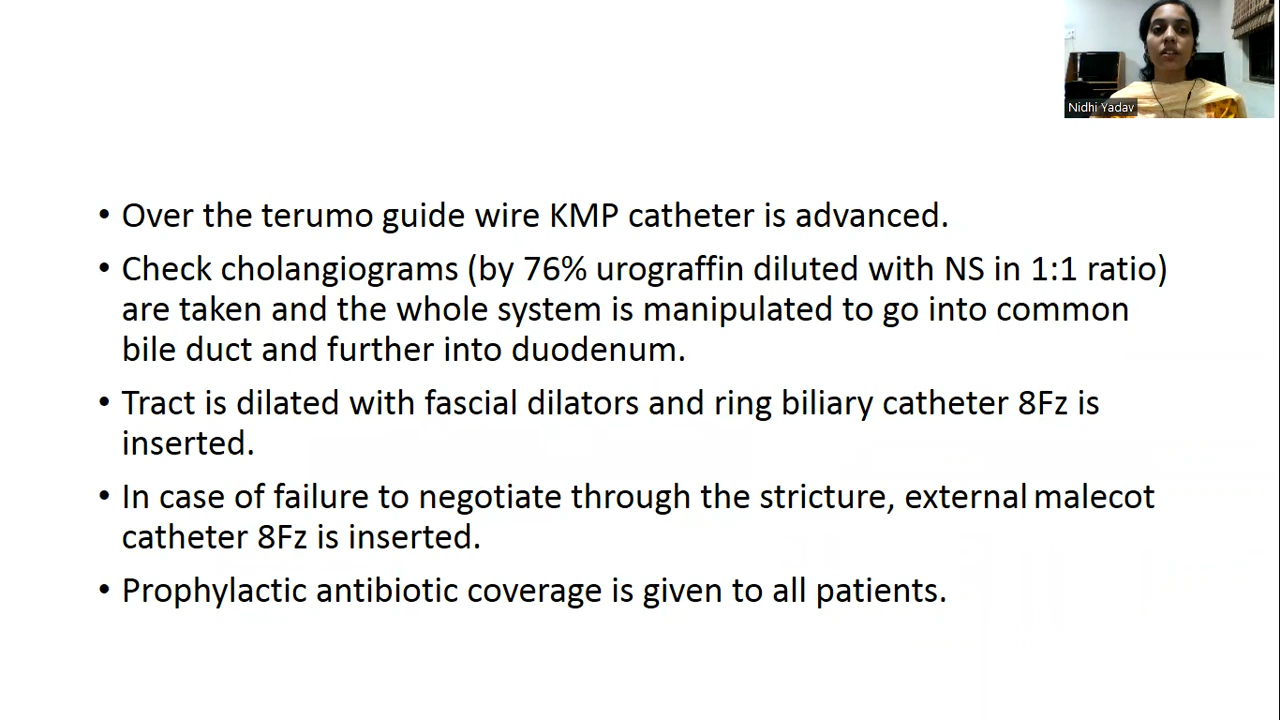 Nidhi Yadav
• Over the terumo guide wire KMP catheter is advanced.
• Check cholangiograms (by 76% urograffin diluted with NS in 1:1 ratio)
are taken and the whole system is manipulated to go into common
bile duct and further into duodenum.
• Tract is dilated with fascial dilators and ring biliary catheter 8Fz is
inserted.
• In case of failure to negotiate through the stricture, external malecot
catheter 8Fz is inserted.
• Prophylactic antibiotic coverage is given to all patients.